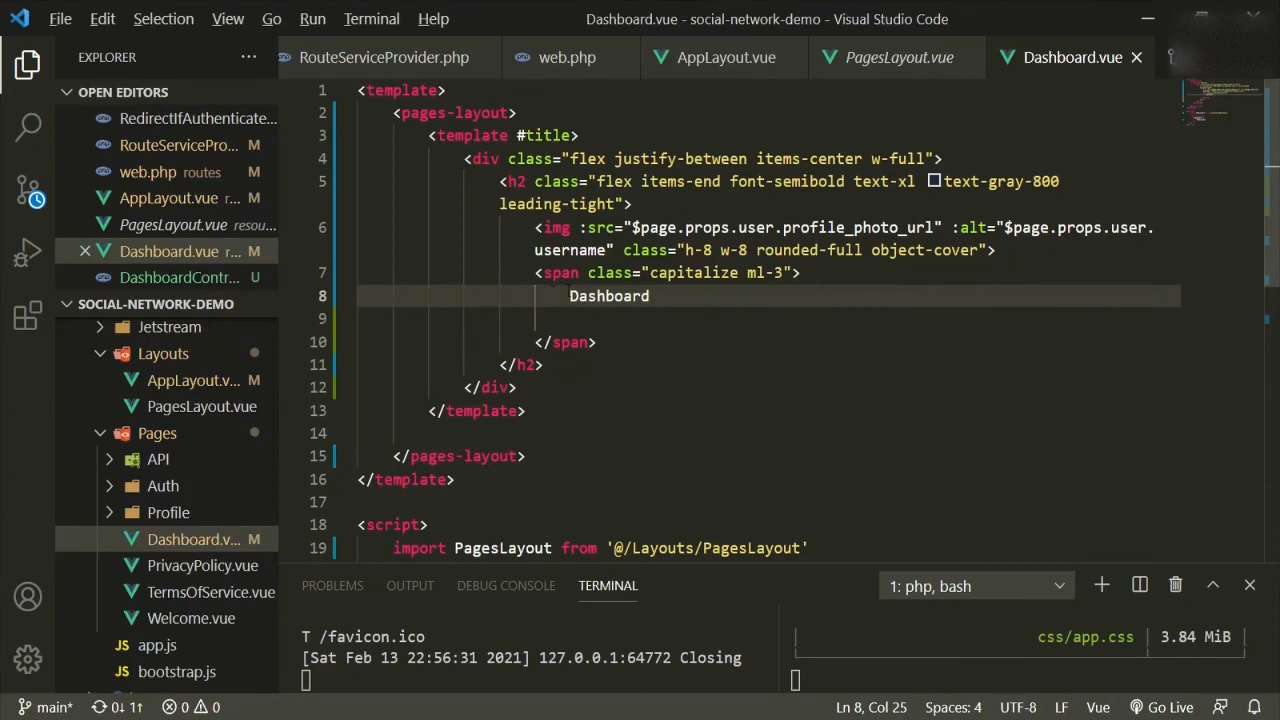 File Edit Selection View Go Run Terminal Help Dashboard.vue - social-network-demo - Visual Studio Code
EXPLORER ...
RouteServiceProvider.php web.php AppLayout.vue PagesLayout.vue Dashboard.vue
OPEN EDITORS
RedirectIfAuthenticate...
RouteServicePro... M
web.php routes M
AppLayout.vue r... M
PagesLayout.vue resou...
Dashboard.vue r... M
DashboardContr... U
SOCIAL-NETWORK-DEMO
Jetstream
Layouts
AppLayout.v... M
PagesLayout.vue
Pages
API
Auth
Profile
Dashboard.v... M
PrivacyPolicy.vue
TermsOfService.vue
Welcome.vue
JS app.js
JS bootstrap.js
1 <template>
2 <pages-layout>
3 <template #title>
4 <div class="flex justify-between items-center w-full">
5 <h2 class="flex items-end font-semibold text-xl text-gray-800
leading-tight">
6 <img :src="$page.props.user.profile_photo_url" :alt="$page.props.user.
username" class="h-8 w-8 rounded-full object-cover">
7 <span class="capitalize ml-3">
8 Dashboard
9
10 </span>
11 </h2>
12 </div>
13 </template>
14
15 </pages-layout>
16 </template>
17
18 <script>
19 import PagesLayout from '@/Layouts/PagesLayout'
PROBLEMS OUTPUT DEBUG CONSOLE TERMINAL 1: php, bash
T /favicon.ico
[Sat Feb 13 22:56:31 2021] 127.0.0.1:64772 Closing
css/app.css | 3.84 MiB
main* 0↓ 1↑ 0 0 Ln 8, Col 25 Spaces: 4 UTF-8 LF Vue Go Live